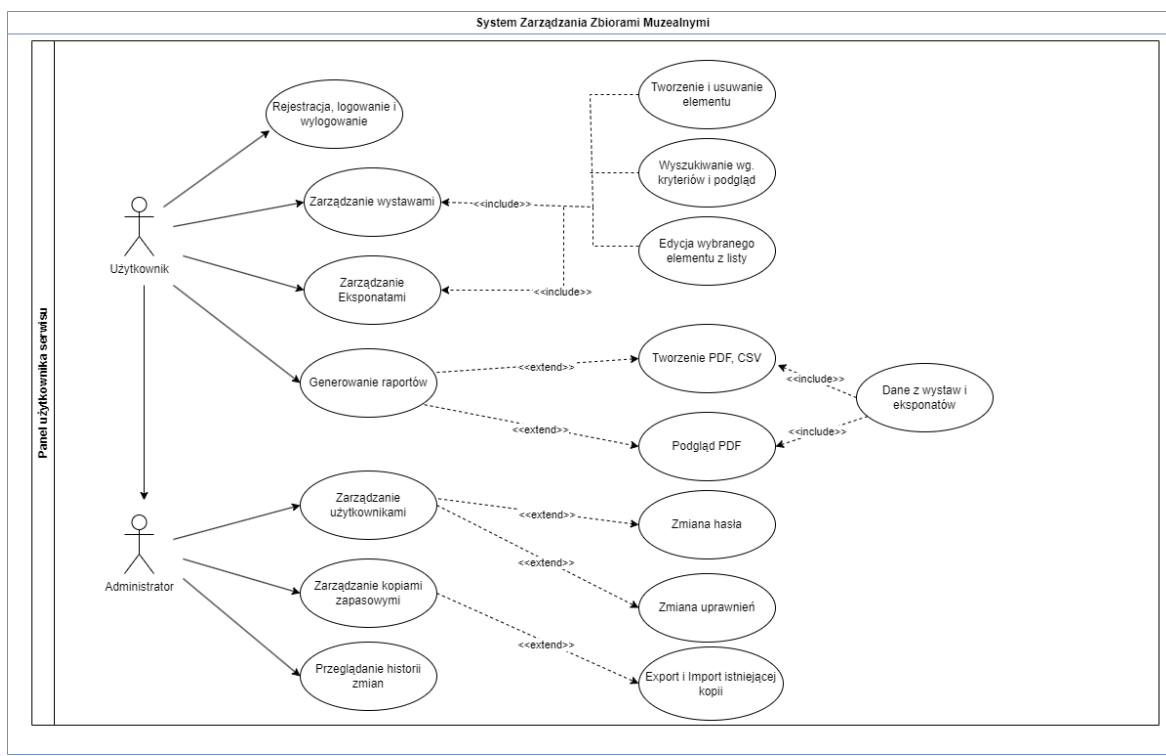 System Zarządzania Zbiorami Muzealnymi
Panel użytkownika serwisu
Rejestracja, logowanie i
wylogowanie
Tworzenie i usuwanie
elementu
Wyszukiwanie wg.
kryteriów i podgląd
Zarządzanie wystawami
<<include>>
Edycja wybranego
elementu z listy
Użytkownik
Zarządzanie
Eksponatami
<<include>>
Generowanie raportów
<<extend>>
Tworzenie PDF, CSV
<<include>>
Dane z wystaw i
eksponatów
<<extend>>
Podgląd PDF
<<include>>
Zarządzanie
użytkownikami
<<extend>>
Zmiana hasła
Administrator
<<extend>>
Zarządzanie kopiami
zapasowymi
Zmiana uprawnień
<<extend>>
Przeglądanie historii
zmian
Export i Import istniejącej
kopii